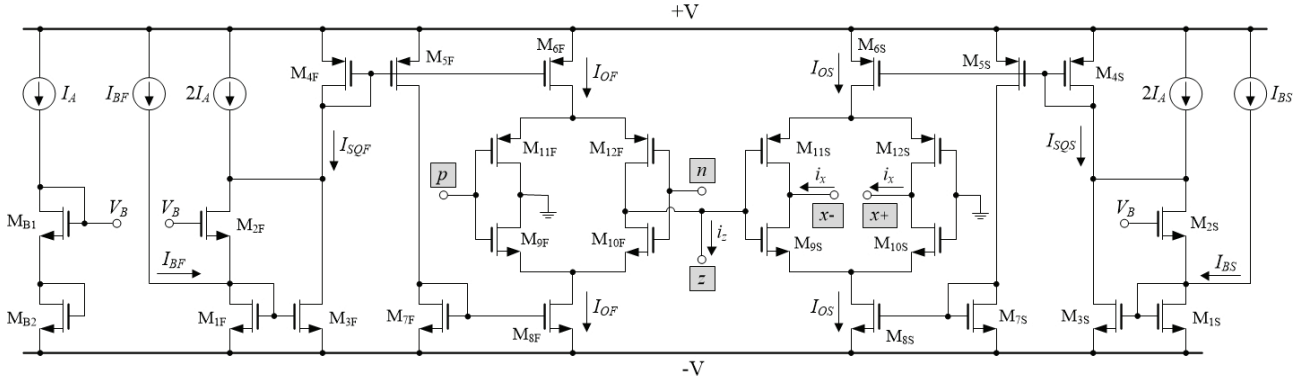 +V
M6F
M6S
M4F
M5F
IOF
IOS
M5S
M4S
IA
IBF
2IA
2IA
IBS
ISQF
ISQS
M11F
M12F
M11S
M12S
p
n
ix
ix
x-
x+
MB1
VB
VB
M2F
VB
M2S
M9F
M10F
iz
M9S
M10S
IBF
z
IBS
MB2
M1F
M3F
M7F
M8F
IOF
IOS
M8S
M7S
M3S
M1S
-V